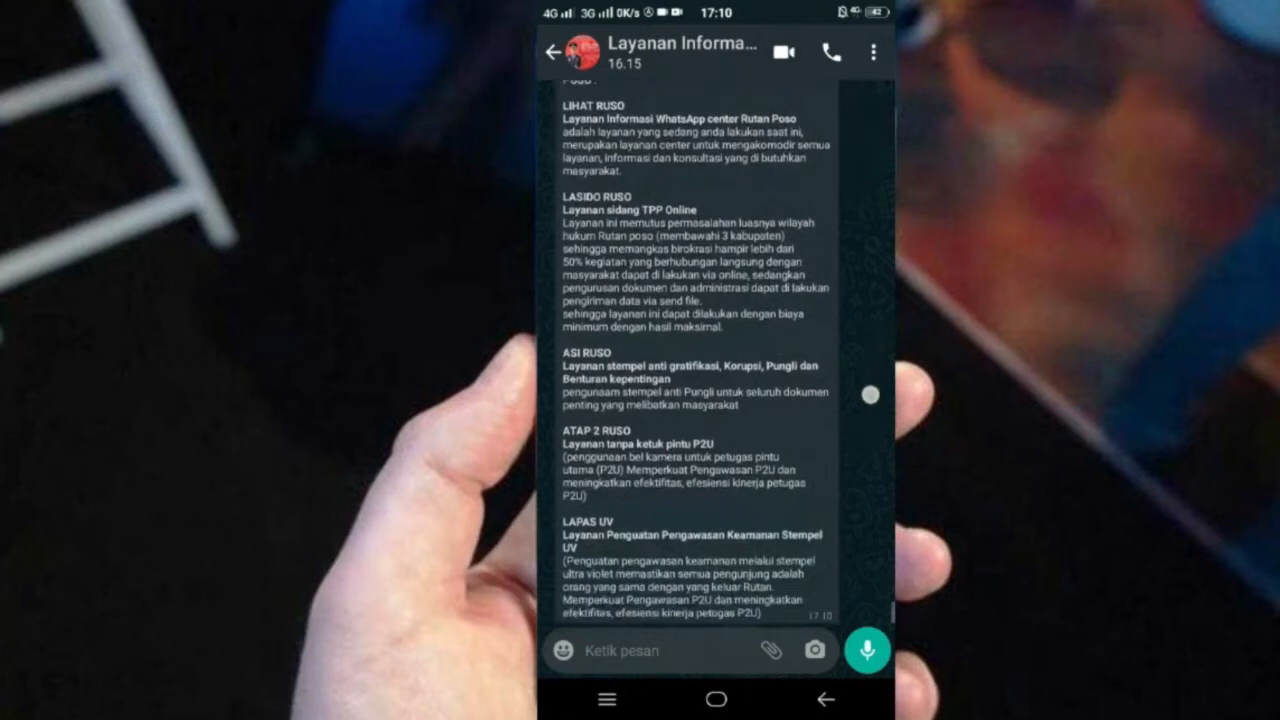 4G 3G 0K/s 17:10 4G 42
Layanan Informa...
16.15
LIHAT RUSO
Layanan Informasi WhatsApp center Rutan Poso
adalah layanan yang sedang anda lakukan saat ini,
merupakan layanan center untuk mengakomodir semua
layanan, informasi dan konsultasi yang di butuhkan
masyarakat.
LASIDO RUSO
Layanan sidang TPP Online
Layanan ini memutus permasalahan luasnya wilayah
hukum Rutan poso (membawahi 3 kabupaten)
sehingga memangkas birokrasi hampir lebih dari
50% kegiatan yang berhubungan langsung dengan
masyarakat dapat di lakukan via online, sedangkan
pengurusan dokumen dan administrasi dapat di lakukan
pengiriman data via send file.
sehingga layanan ini dapat dilakukan dengan biaya
minimum dengan hasil maksimal.
ASI RUSO
Layanan stempel anti gratifikasi, Korupsi, Pungli dan
Benturan kepentingan
pengunaam stempel anti Pungli untuk seluruh dokumen
penting yang melibatkan masyarakat
ATAP 2 RUSO
Layanan tanpa ketuk pintu P2U
(penggunaan bel kamera untuk petugas pintu
utama (P2U) Memperkuat Pengawasan P2U dan
meningkatkan efektifitas, efesiensi kinerja petugas
P2U)
LAPAS UV
Layanan Penguatan Pengawasan Keamanan Stempel
UV
(Penguatan pengawasan keamanan melalui stempel
ultra violet memastikan semua pengunjung adalah
orang yang sama dengan yang keluar Rutan.
Memperkuat Pengawasan P2U dan meningkatkan
efektifitas, efesiensi kinerja petugas P2U)
17.10
Ketik pesan